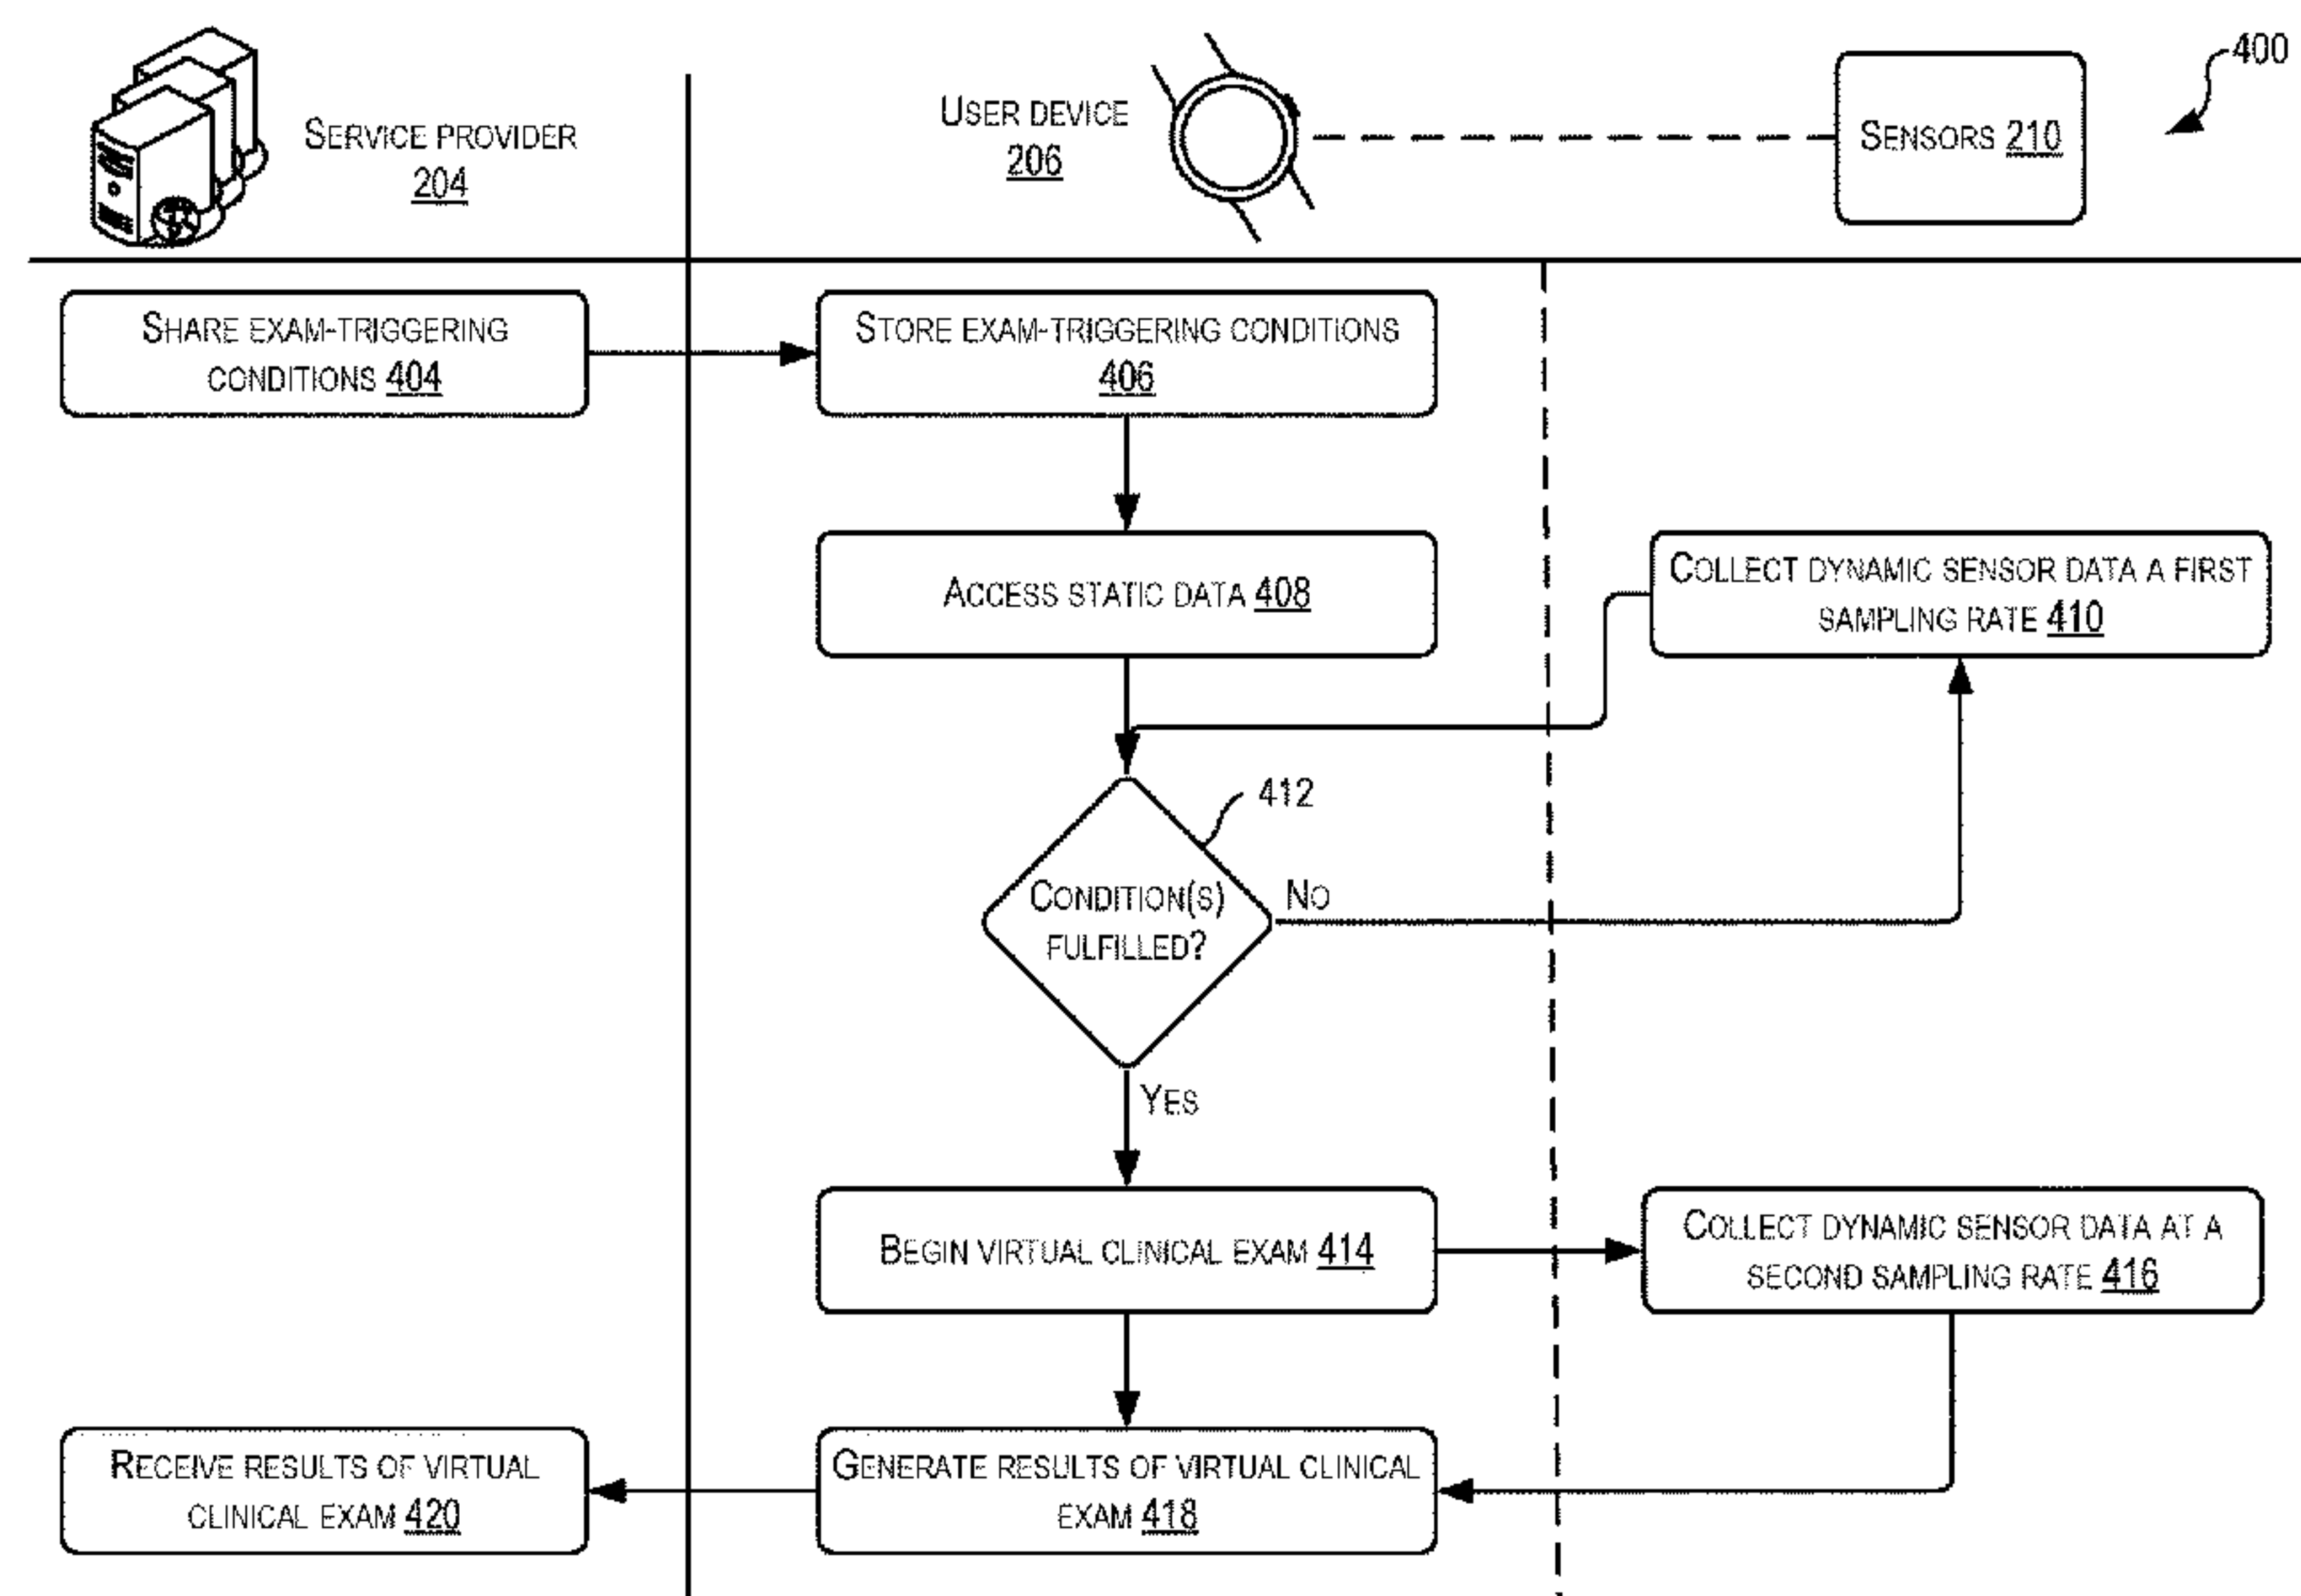 SERVICE PROVIDER
204
USER DEVICE
206
SENSORS 210
400
SHARE EXAM-TRIGGERING
CONDITIONS 404
STORE EXAM-TRIGGERING CONDITIONS
406
ACCESS STATIC DATA 408
COLLECT DYNAMIC SENSOR DATA A FIRST
SAMPLING RATE 410
412
CONDITION(S)
FULFILLED?
NO
YES
BEGIN VIRTUAL CLINICAL EXAM 414
COLLECT DYNAMIC SENSOR DATA AT A
SECOND SAMPLING RATE 416
RECEIVE RESULTS OF VIRTUAL
CLINICAL EXAM 420
GENERATE RESULTS OF VIRTUAL CLINICAL
EXAM 418